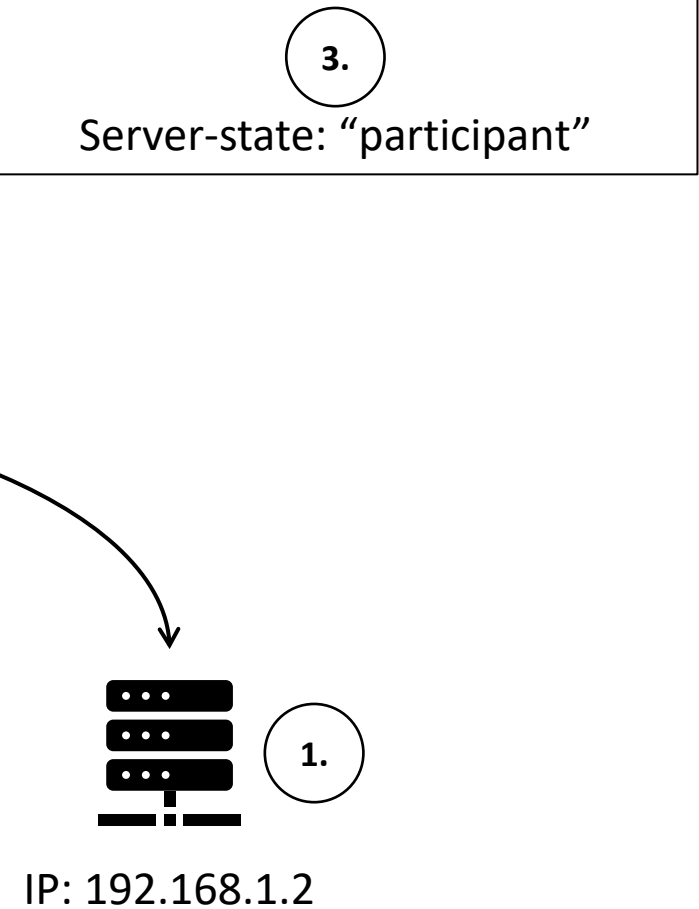 3.
Server-state: “participant”
1.
IP: 192.168.1.2